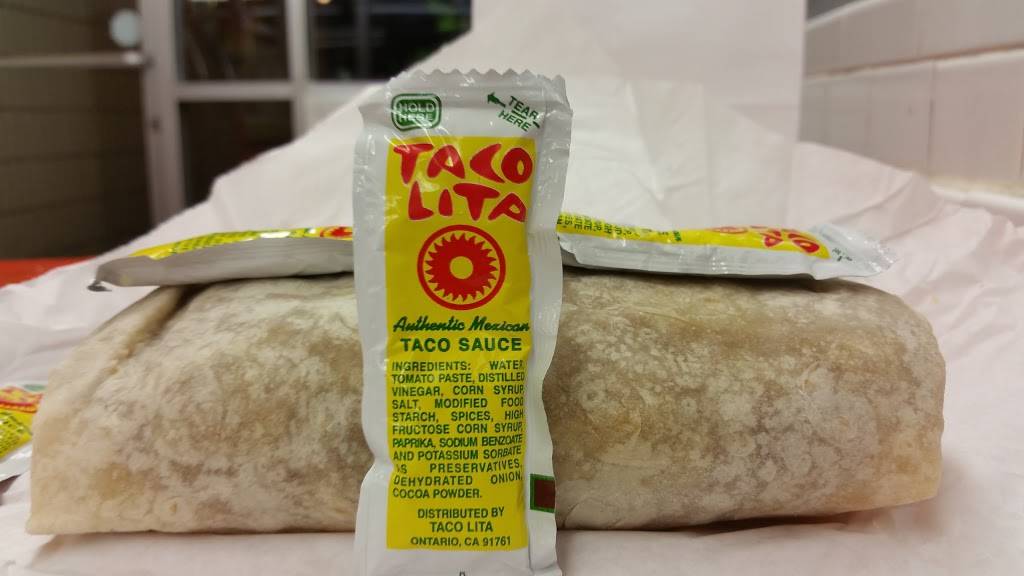 HOLD
HERE
TEAR
HERE
TACO
LITA
Authentic Mexican
TACO SAUCE
INGREDIENTS: WATER,
TOMATO PASTE, DISTILLED
VINEGAR, CORN SYRUP,
SALT, MODIFIED FOOD
STARCH, SPICES, HIGH
FRUCTOSE CORN SYRUP,
PAPRIKA, SODIUM BENZOATE
AND POTASSIUM SORBATE
AS PRESERVATIVES,
DEHYDRATED ONION,
COCOA POWDER.
DISTRIBUTED BY
TACO LITA
ONTARIO, CA 91761